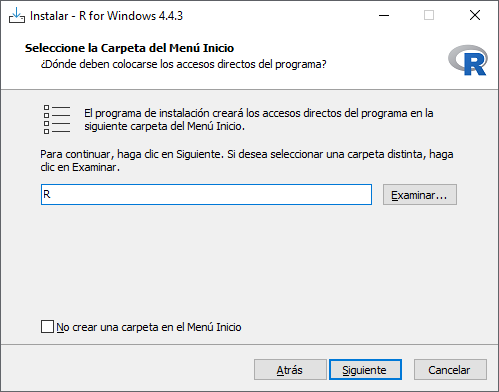 Instalar - R for Windows 4.4.3
Seleccione la Carpeta del Menú Inicio
¿Dónde deben colocarse los accesos directos del programa?
R
El programa de instalación creará los accesos directos del programa en la
siguiente carpeta del Menú Inicio.
Para continuar, haga clic en Siguiente. Si desea seleccionar una carpeta distinta, haga
clic en Examinar.
R
Examinar...
No crear una carpeta en el Menú Inicio
Atrás
Siguiente
Cancelar